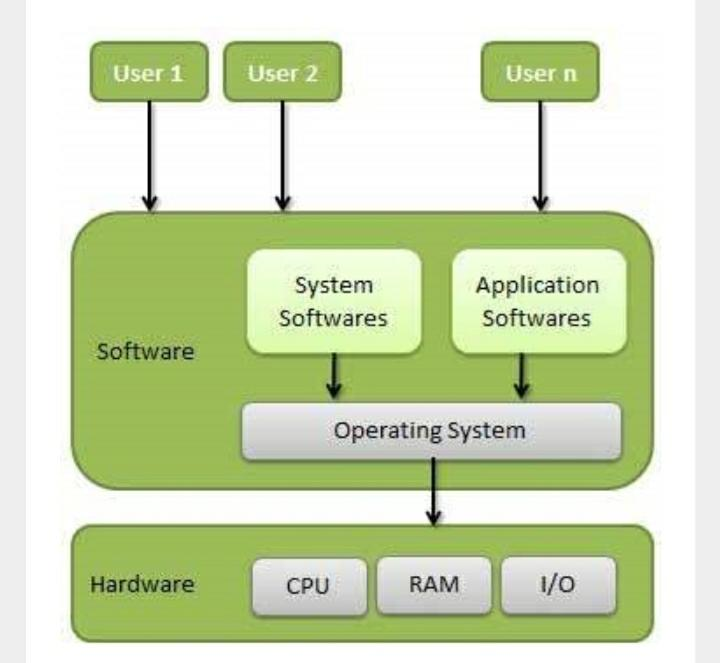 User 1
User 2
User n
System
Softwares
Application
Softwares
Software
Operating System
Hardware
CPU
RAM
I/O